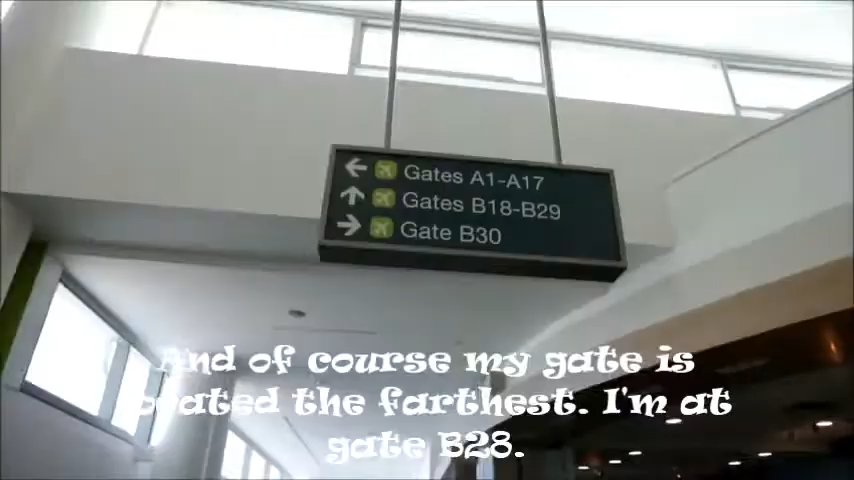 ← Gates A1-A17
↑ Gates B18-B29
→ Gate B30
And of course my gate is
located the farthest. I'm at
gate B28.